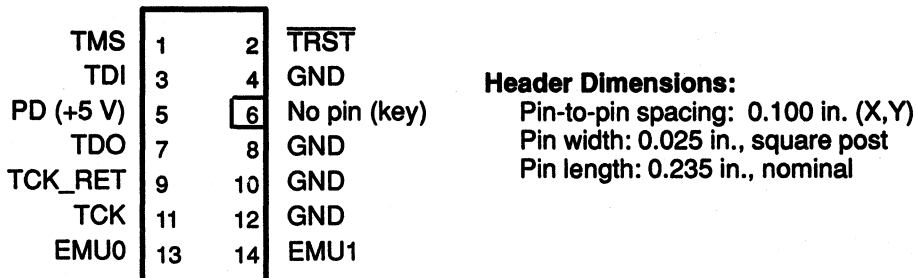 TMS 1 2 TRST
TDI 3 4 GND
PD (+5 V) 5 6 No pin (key)
TDO 7 8 GND
TCK_RET 9 10 GND
TCK 11 12 GND
EMU0 13 14 EMU1
Header Dimensions:
Pin-to-pin spacing: 0.100 in. (X,Y)
Pin width: 0.025 in., square post
Pin length: 0.235 in., nominal